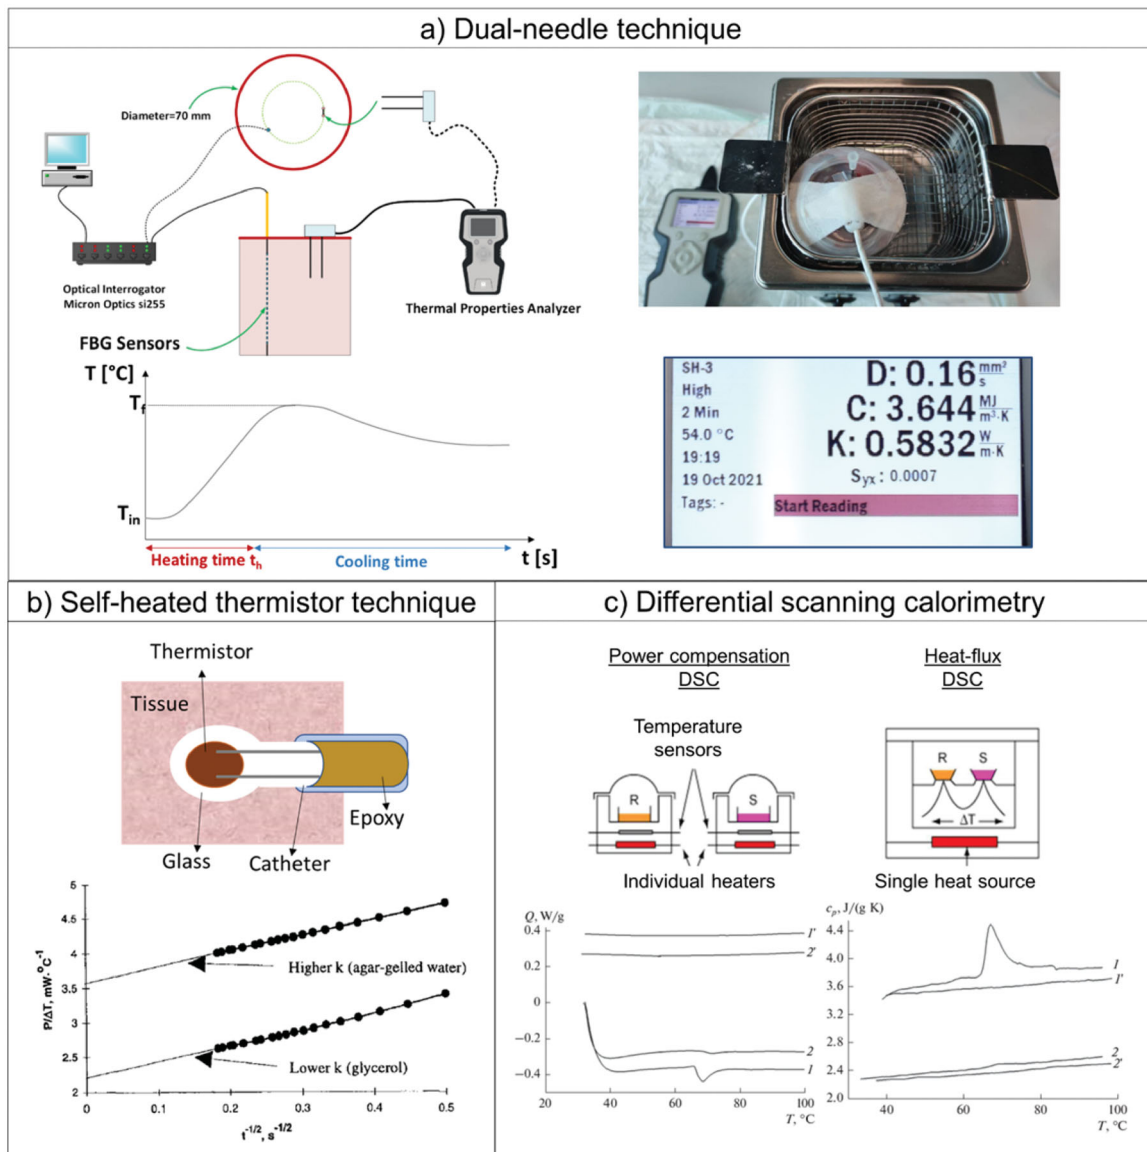 a) Dual-needle technique
Diameter=70 mm
Optical Interrogator
Micron Optics si255
FBG Sensors
Thermal Properties Analyzer
T [°C]
T_f
T_in
Heating time t_h
Cooling time
t [s]
SH-3
High
2 Min
54.0 °C
19:19
19 Oct 2021
Tags: -
D: 0.16 mm²/s
C: 3.644 MJ/m³·K
K: 0.5832 W/m·K
S_yx : 0.0007
Start Reading
b) Self-heated thermistor technique
Thermistor
Tissue
Epoxy
Glass
Catheter
P/ΔT, mW·°C⁻¹
5
4.5
4
3.5
3
2.5
2
Higher k (agar-gelled water)
Lower k (glycerol)
0
0.1
0.2
0.3
0.4
0.5
t^-1/2, s^-1/2
c) Differential scanning calorimetry
Power compensation
DSC
Temperature
sensors
R
S
Individual heaters
Heat-flux
DSC
R
S
ΔT
Single heat source
Q, W/g
0.4
0.2
0
−0.2
−0.4
1'
2'
2
1
20
40
60
80
100
T, °C
c_p, J/(g K)
4.4
4.0
3.6
3.2
2.8
2.4
2.0
1
1'
2
2'
40
60
80
100
T, °C